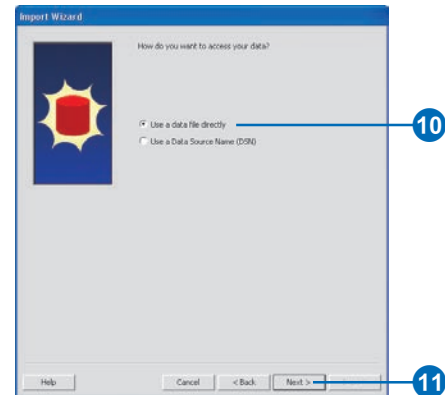 Import Wizard
How do you want to access your data?
Use a data file directly
10
Use a Data Source Name (DSN)
Help
Cancel
< Back
Next >
11